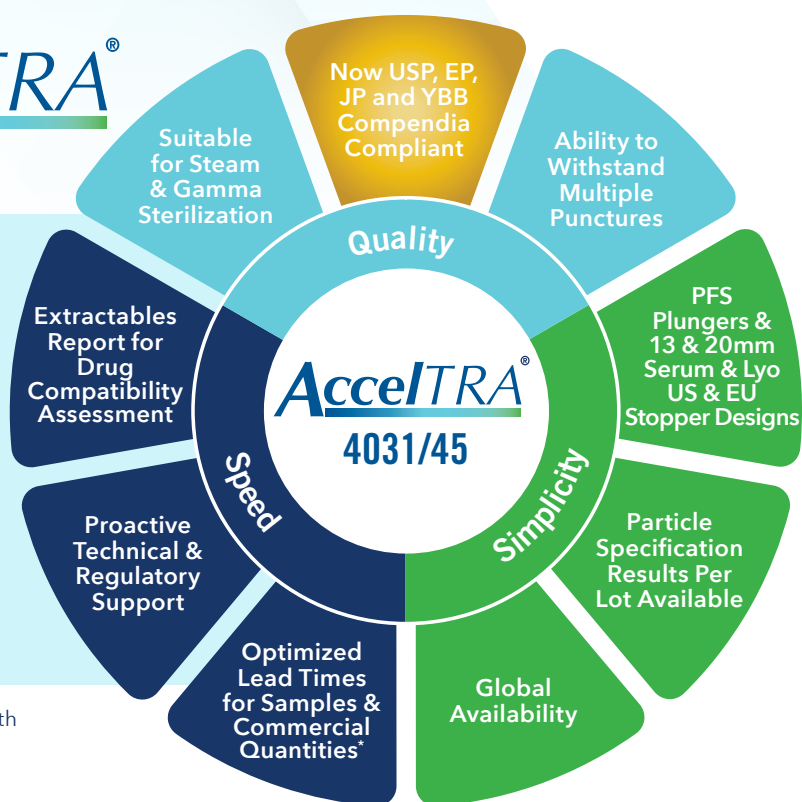 TRA®
Now USP, EP,
JP and YBB
Compendia
Compliant
Suitable
for Steam
& Gamma
Sterilization
Ability to
Withstand
Multiple
Punctures
Quality
Extractables
Report for
Drug
Compatibility
Assessment
PFS
Plungers &
13 & 20mm
Serum & Lyo
US & EU
Stopper Designs
AccelTRA®
4031/45
Speed
Simplicity
Proactive
Technical &
Regulatory
Support
Particle
Specification
Results Per
Lot Available
Optimized
Lead Times
for Samples &
Commercial
Quantities*
Global
Availability
th